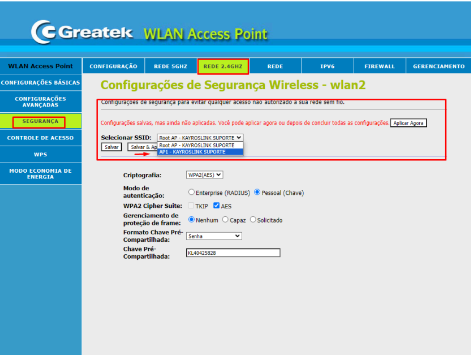 Greatek WLAN Access Point
WLAN Access Point
CONFIGURAÇÃO REDE 5GHZ REDE 2.4GHZ REDE IPV6 FIREWALL GERENCIAMENTO
CONFIGURAÇÕES BÁSICAS
CONFIGURAÇÕES
AVANÇADAS
SEGURANÇA
CONTROLE DE ACESSO
WPS
MODO ECONOMIA DE
ENERGIA
Configurações de Segurança Wireless - wlan2
Configurações de segurança para evitar qualquer acesso não autorizado à sua rede sem fio.
Configurações salvas, mas ainda não aplicadas. Você pode aplicar agora ou depois de concluir todas as configurações. Aplicar Agora
Selecionar SSID: Root AP - KAYROSLINK SUPORTE
Root AP - KAYROSLINK SUPORTE
AP1 - KAYROSLINK SUPORTE
Salvar Salvar & Ap
Criptografia: WPA2(AES)
Modo de
autenticação: Enterprise (RADIUS) Pessoal (Chave)
WPA2 Cipher Suite: TKIP AES
Gerenciamento de
proteção de frame: Nenhum Capaz Solicitado
Formato Chave Pré-
Compartilhada: Senha
Chave Pré-
Compartilhada: KL40425828